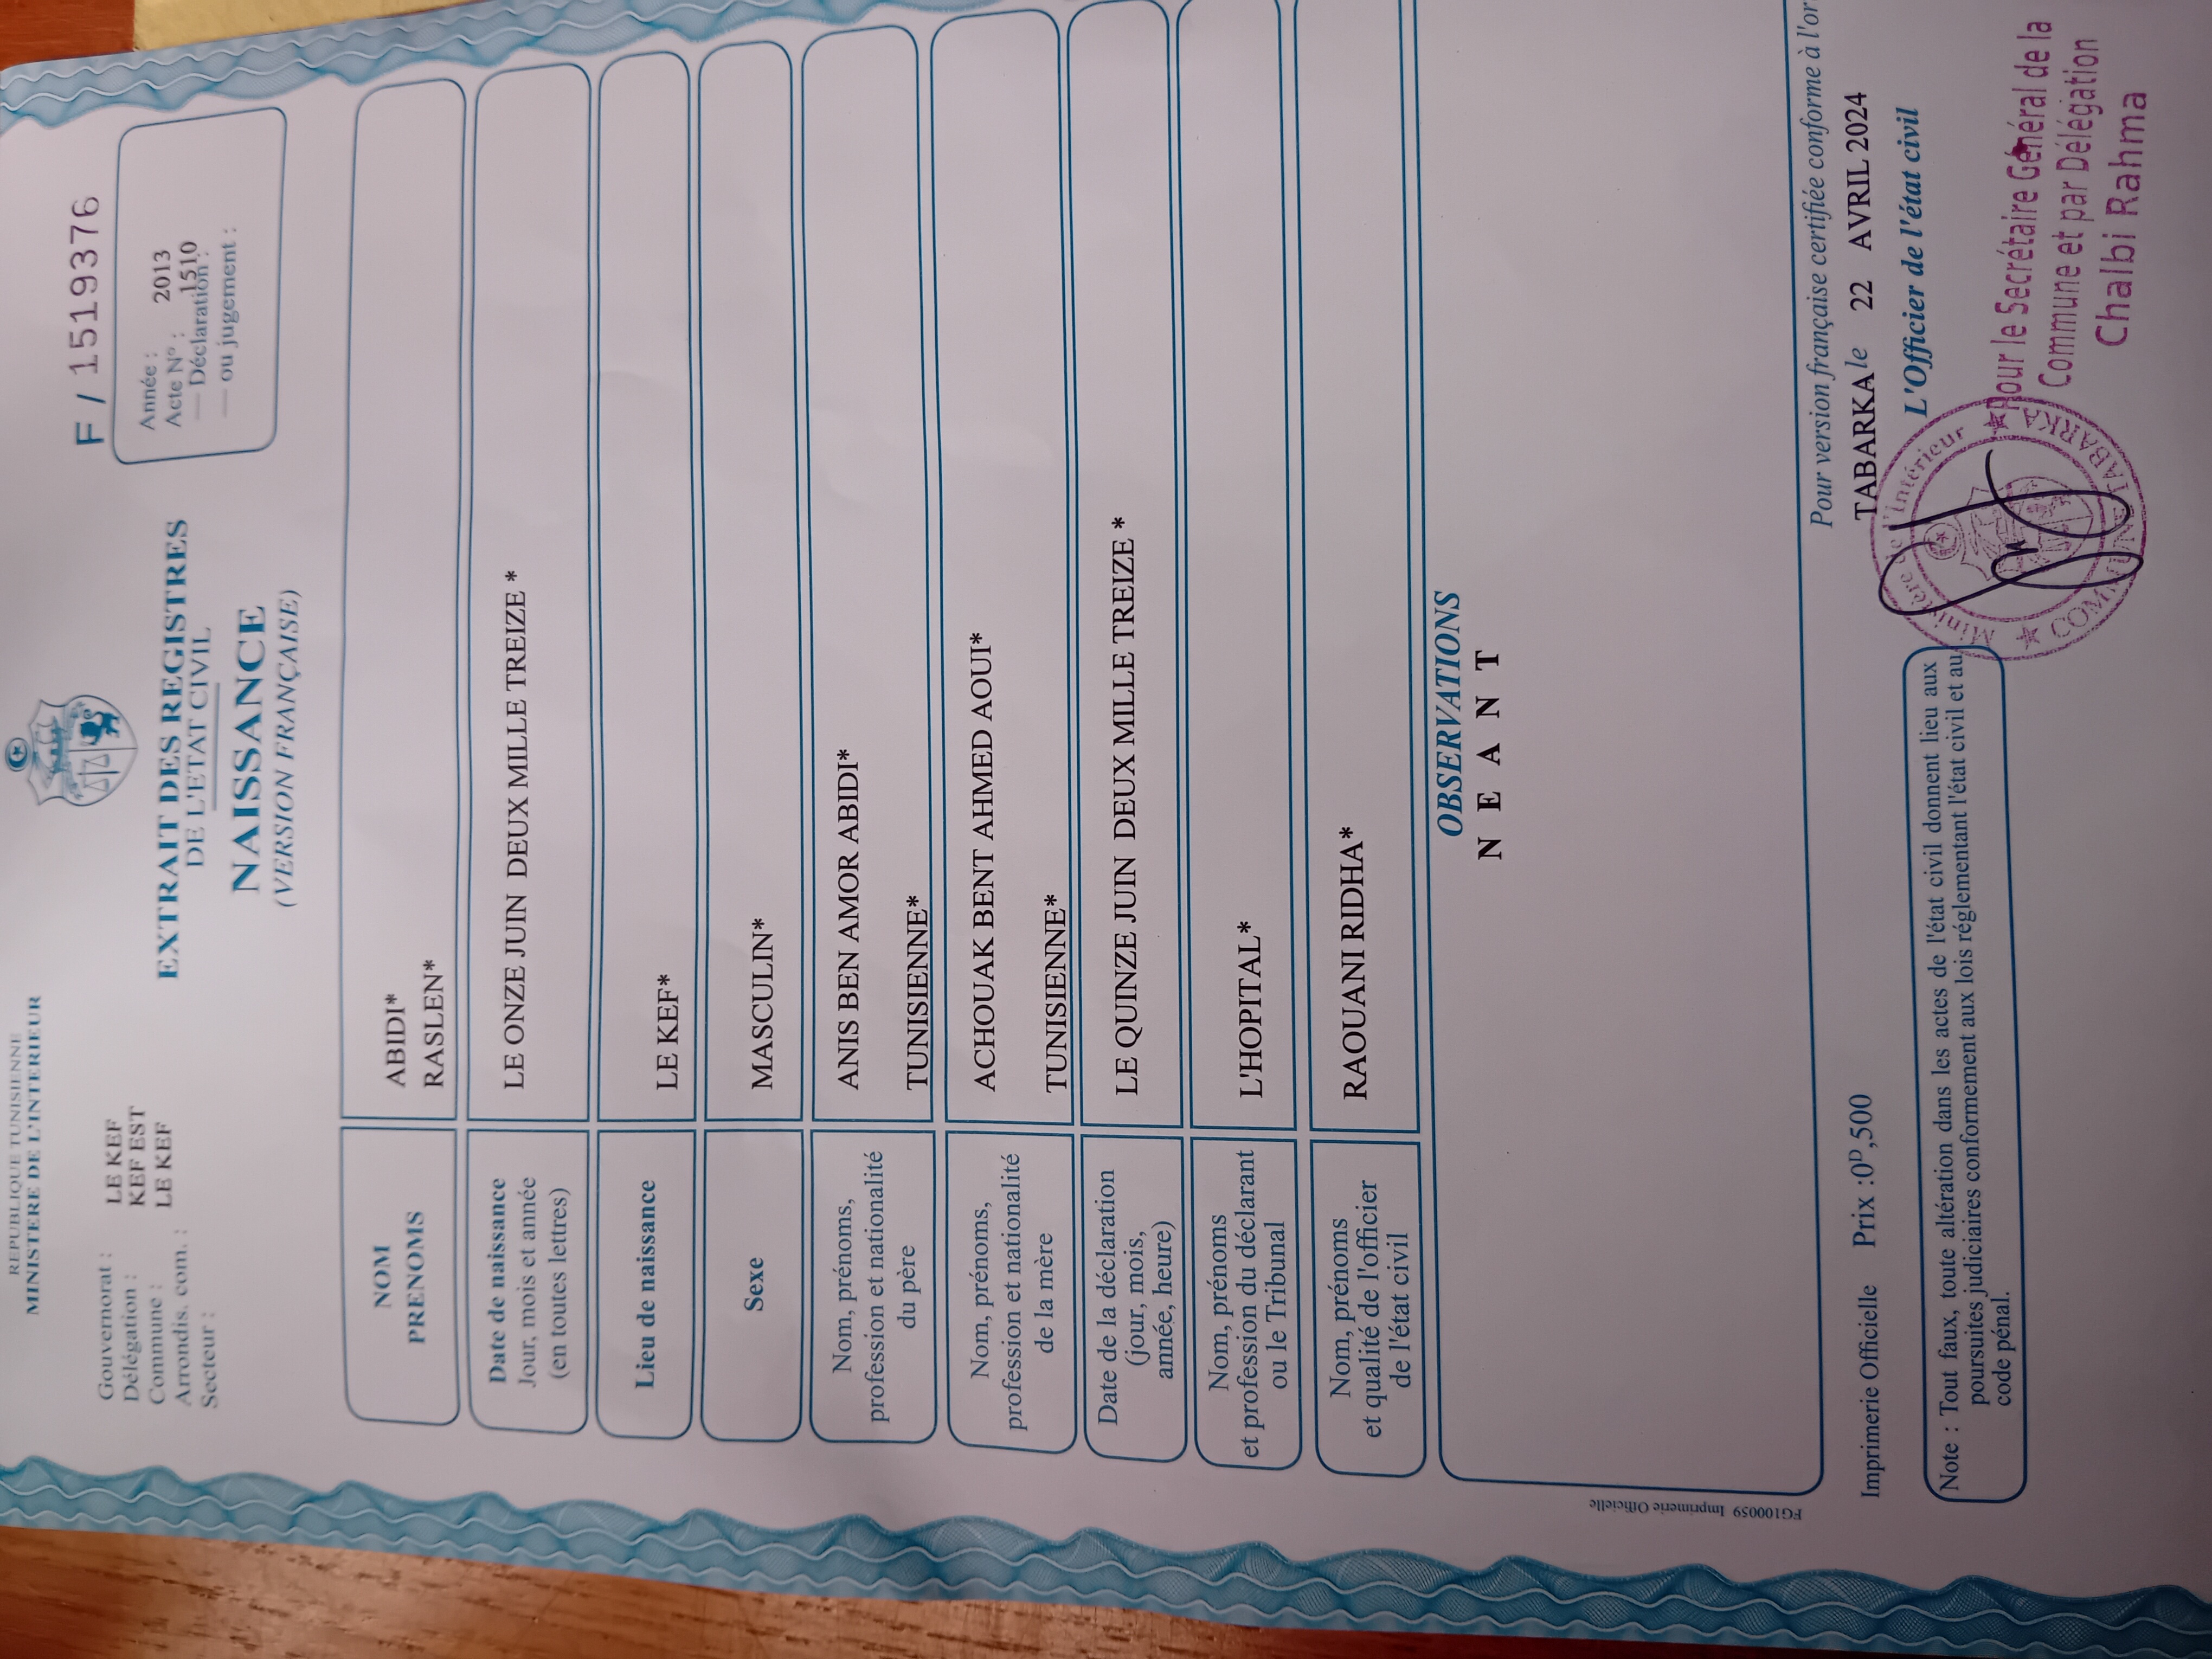 REPUBLIQUE TUNISIENNE
MINISTERE DE L'INTERIEUR
Gouvernorat : LE KEF
Délégation : KEF EST
Commune : LE KEF
Arrondis. com. :
Secteur :
F / 1519376
Année : 2013
Acte N° : 1510
— Déclaration :
— ou jugement :
EXTRAIT DES REGISTRES
DE L'ETAT CIVIL
NAISSANCE
(VERSION FRANÇAISE)
NOM ABIDI*
PRENOMS RASLEN*
Date de naissance
Jour, mois et année
(en toutes lettres)
LE ONZE JUIN DEUX MILLE TREIZE *
Lieu de naissance
LE KEF*
Sexe
MASCULIN*
Nom, prénoms,
profession et nationalité
du père
ANIS BEN AMOR ABIDI*
TUNISIENNE*
Nom, prénoms,
profession et nationalité
de la mère
ACHOUAK BENT AHMED AOUI*
TUNISIENNE*
Date de la déclaration
(jour, mois,
année, heure)
LE QUINZE JUIN DEUX MILLE TREIZE *
Nom, prénoms
et profession du déclarant
ou le Tribunal
L'HOPITAL*
Nom, prénoms
et qualité de l'officier
de l'état civil
RAOUANI RIDHA*
OBSERVATIONS
N E A N T
FG100059 Imprimerie Officielle
Pour version française certifiée conforme à l'or
Imprimerie Officielle Prix :0D,500
TABARKA le 22 AVRIL 2024
L'Officier de l'état civil
Note : Tout faux, toute altération dans les actes de l'état civil donnent lieu aux
poursuites judiciaires conformement aux lois réglementant l'état civil et au
code pénal.
Ministère de l'Intérieur
COMMUNE TABARKA
Pour le Secrétaire Général de la
Commune et par Délégation
Chalbi Rahma